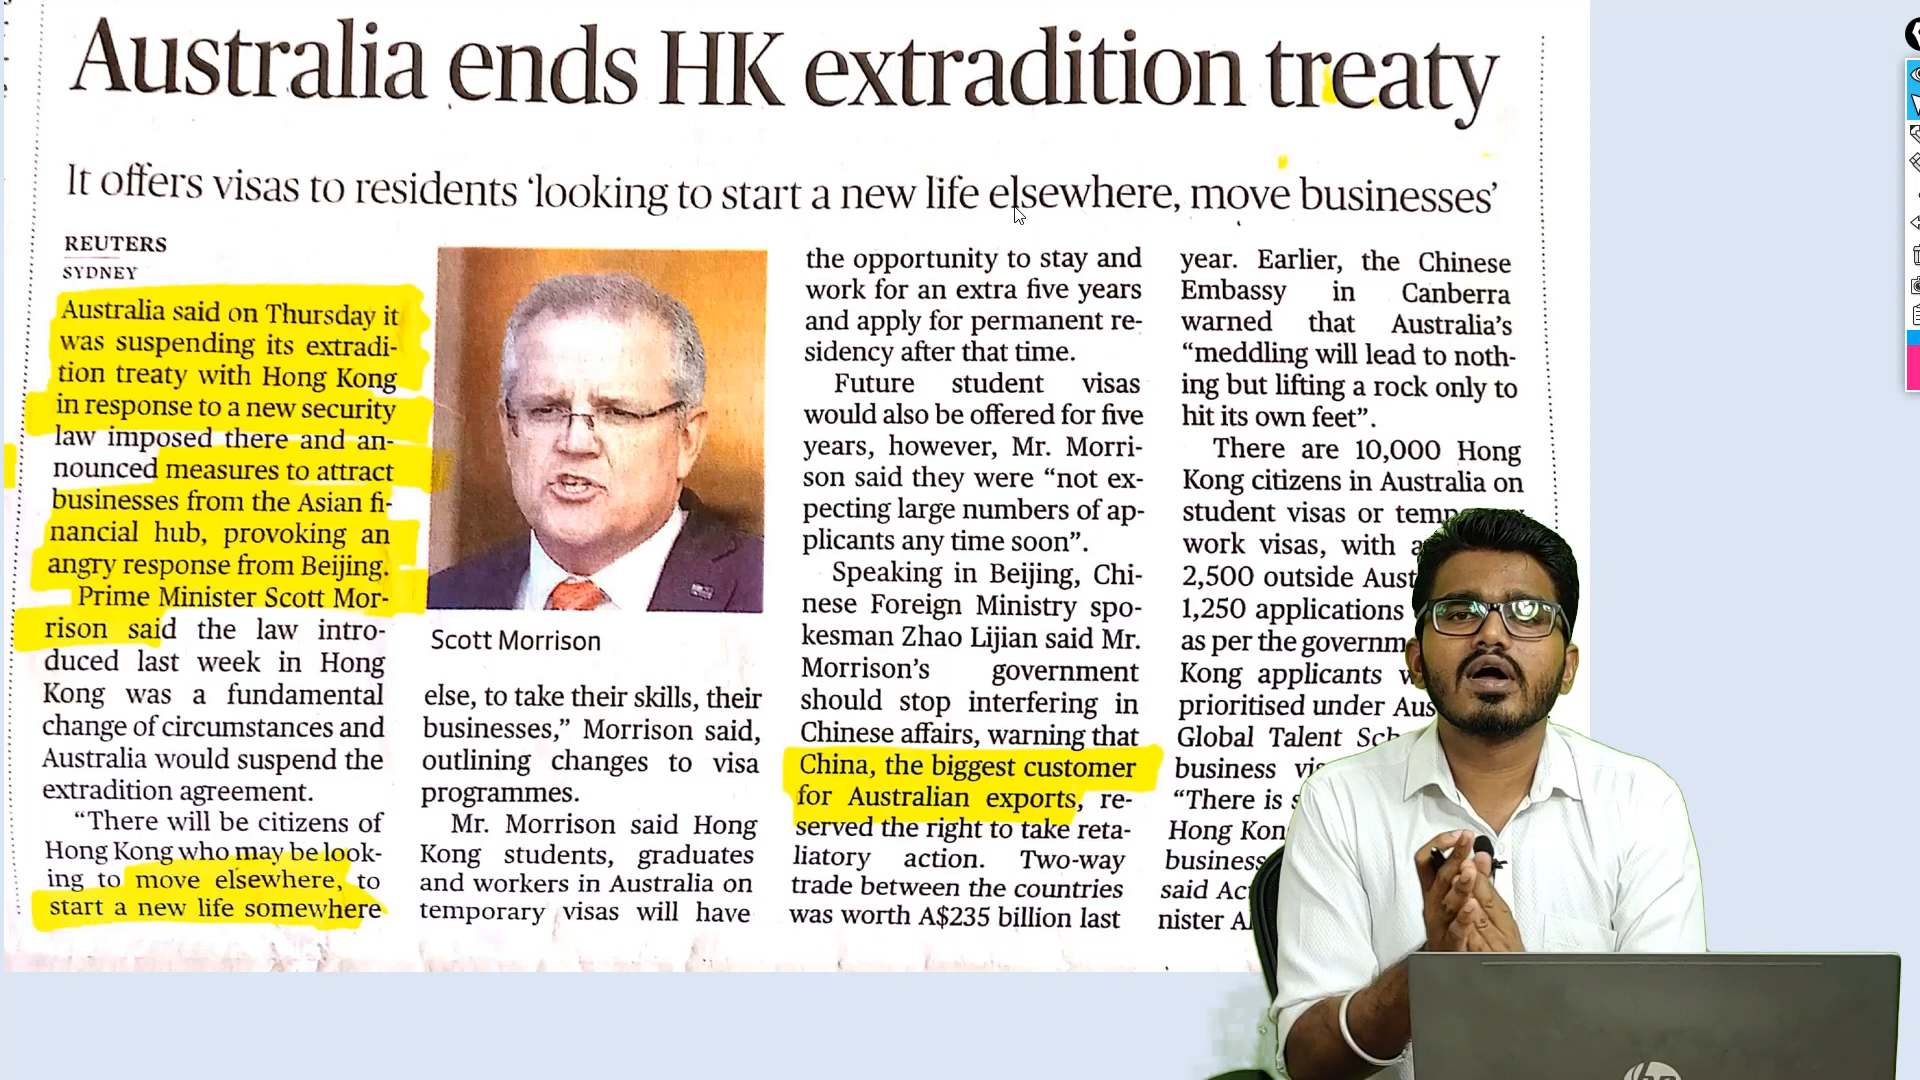 Australia ends HK extradition treaty
It offers visas to residents ‘looking to start a new life elsewhere, move businesses’
REUTERS
SYDNEY
Australia said on Thursday it
was suspending its extradi-
tion treaty with Hong Kong
in response to a new security
law imposed there and an-
nounced measures to attract
businesses from the Asian fi-
nancial hub, provoking an
angry response from Beijing.
Prime Minister Scott Mor-
rison said the law intro-
duced last week in Hong
Kong was a fundamental
change of circumstances and
Australia would suspend the
extradition agreement.
“There will be citizens of
Hong Kong who may be look-
ing to move elsewhere, to
start a new life somewhere
Scott Morrison
else, to take their skills, their
businesses,” Morrison said,
outlining changes to visa
programmes.
Mr. Morrison said Hong
Kong students, graduates
and workers in Australia on
temporary visas will have
the opportunity to stay and
work for an extra five years
and apply for permanent re-
sidency after that time.
Future student visas
would also be offered for five
years, however, Mr. Morri-
son said they were “not ex-
pecting large numbers of ap-
plicants any time soon”.
Speaking in Beijing, Chi-
nese Foreign Ministry spo-
kesman Zhao Lijian said Mr.
Morrison’s government
should stop interfering in
Chinese affairs, warning that
China, the biggest customer
for Australian exports, re-
served the right to take reta-
liatory action. Two-way
trade between the countries
was worth A$235 billion last
year. Earlier, the Chinese
Embassy in Canberra
warned that Australia’s
“meddling will lead to noth-
ing but lifting a rock only to
hit its own feet”.
There are 10,000 Hong
Kong citizens in Australia on
student visas or
work visas, with
2,500 outside
1,250 applications
as per the
Kong applicants
prioritised under
Global Talent
business
“There is
Hong
business
said
nister
hp